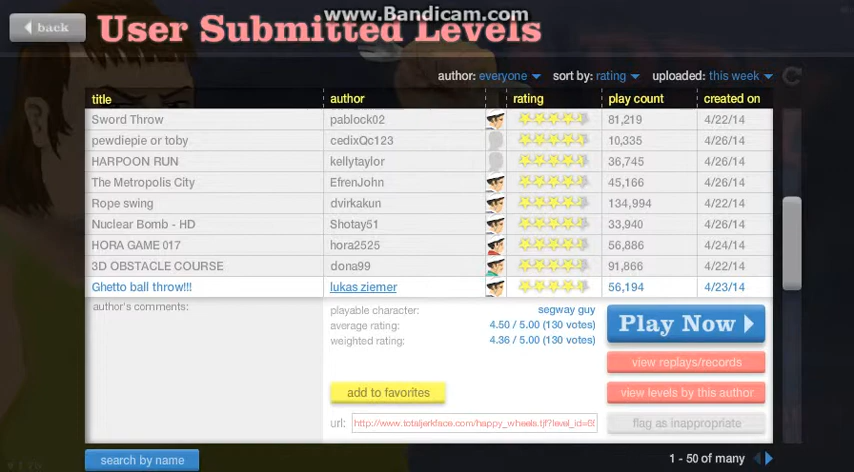 www.Bandicam.com
back
User Submitted Levels
author: everyone sort by: rating uploaded: this week
title author rating play count created on
Sword Throw pablock02 81,219 4/22/14
pewdiepie or toby cedixQc123 10,335 4/26/14
HARPOON RUN kellytaylor 36,745 4/26/14
The Metropolis City EfrenJohn 45,166 4/26/14
Rope swing dvirkakun 134,994 4/22/14
Nuclear Bomb - HD Shotay51 33,940 4/26/14
HORA GAME 017 hora2525 56,886 4/24/14
3D OBSTACLE COURSE dona99 91,866 4/22/14
Ghetto ball throw!!! lukas ziemer 56,194 4/23/14
author's comments:
playable character: segway guy
average rating: 4.50 / 5.00 (130 votes)
weighted rating: 4.36 / 5.00 (130 votes)
Play Now
view replays/records
add to favorites
view levels by this author
url: http://www.totaljerkface.com/happy_wheels.tjf?level_id=
flag as inappropriate
search by name
1 - 50 of many